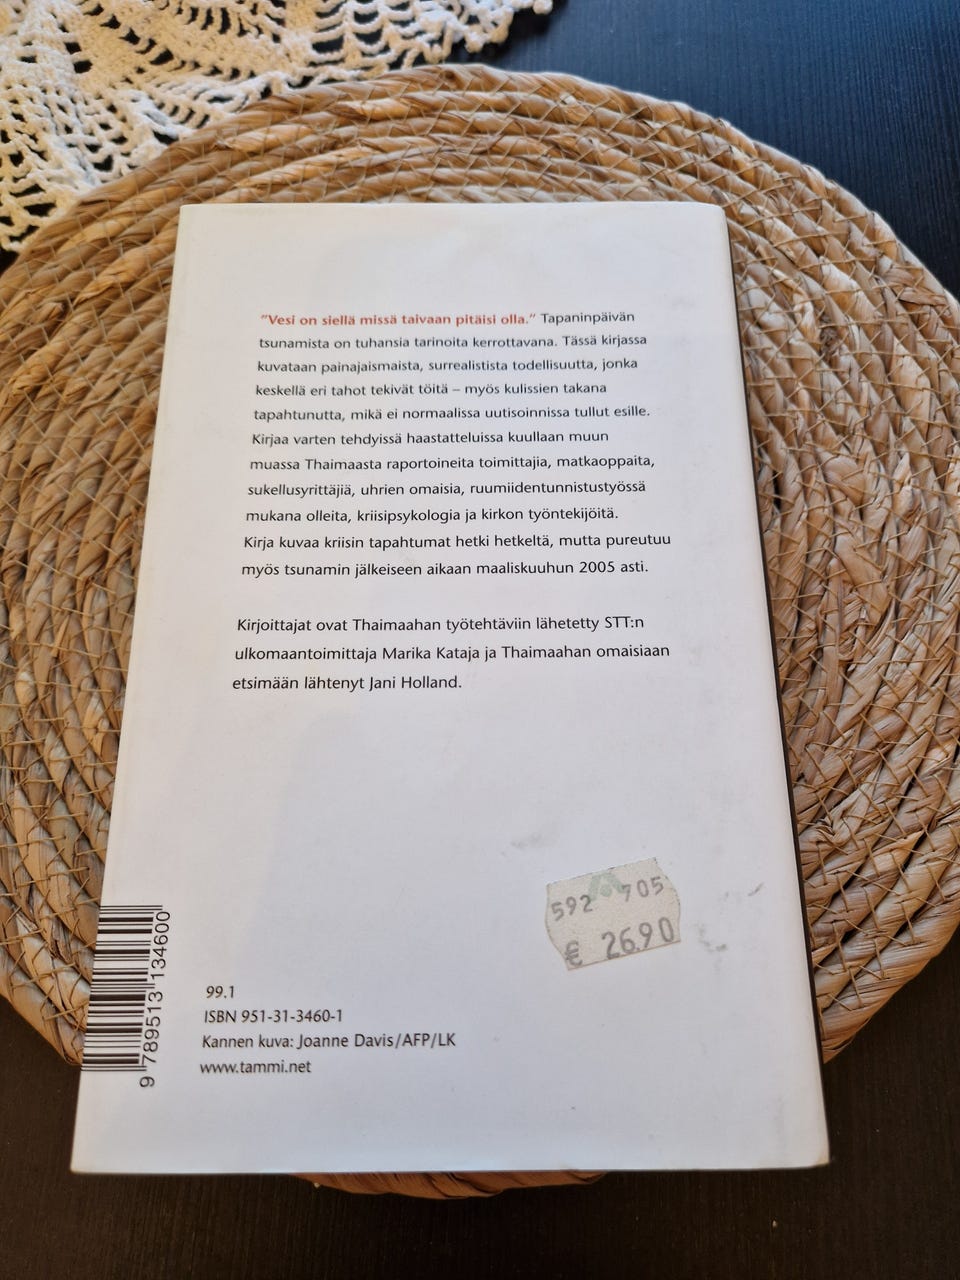 ”Vesi on siellä missä taivaan pitäisi olla.” Tapaninpäivän
tsunamista on tuhansia tarinoita kerrottavana. Tässä kirjassa
kuvataan painajaismaista, surrealistista todellisuutta, jonka
keskellä eri tahot tekivät töitä – myös kulissien takana
tapahtunutta, mikä ei normaalissa uutisoinnissa tullut esille.
Kirjaa varten tehdyissä haastatteluissa kuullaan muun
muassa Thaimaasta raportoineita toimittajia, matkaoppaita,
sukellusyrittäjiä, uhrien omaisia, ruumiidentunnistustyössä
mukana olleita, kriisipsykologia ja kirkon työntekijöitä.
Kirja kuvaa kriisin tapahtumat hetki hetkeltä, mutta pureutuu
myös tsunamin jälkeiseen aikaan maaliskuuhun 2005 asti.
Kirjoittajat ovat Thaimaahan työtehtäviin lähetetty STT:n
ulkomaantoimittaja Marika Kataja ja Thaimaahan omaisiaan
etsimään lähtenyt Jani Holland.
592 705
€ 26.90
9 789513 134600
99.1
ISBN 951-31-3460-1
Kannen kuva: Joanne Davis/AFP/LK
www.tammi.net